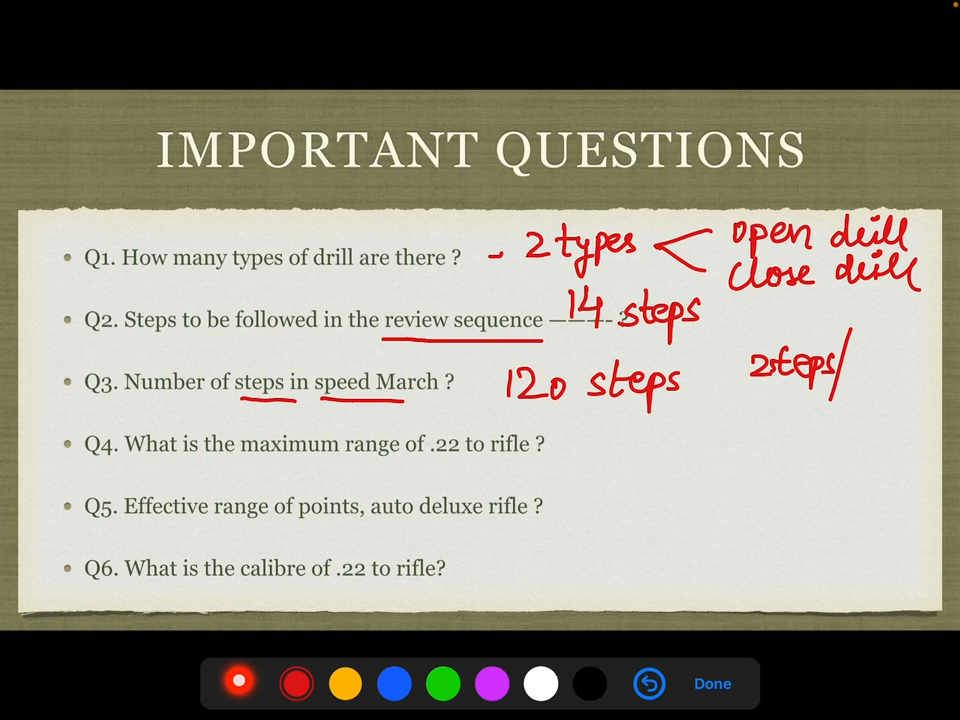 IMPORTANT QUESTIONS
• Q1. How many types of drill are there ? - 2 types open drill
close drill
• Q2. Steps to be followed in the review sequence ———- ? 14 steps
• Q3. Number of steps in speed March ? 120 steps 2steps/
• Q4. What is the maximum range of .22 to rifle ?
• Q5. Effective range of points, auto deluxe rifle ?
• Q6. What is the calibre of .22 to rifle?
Done